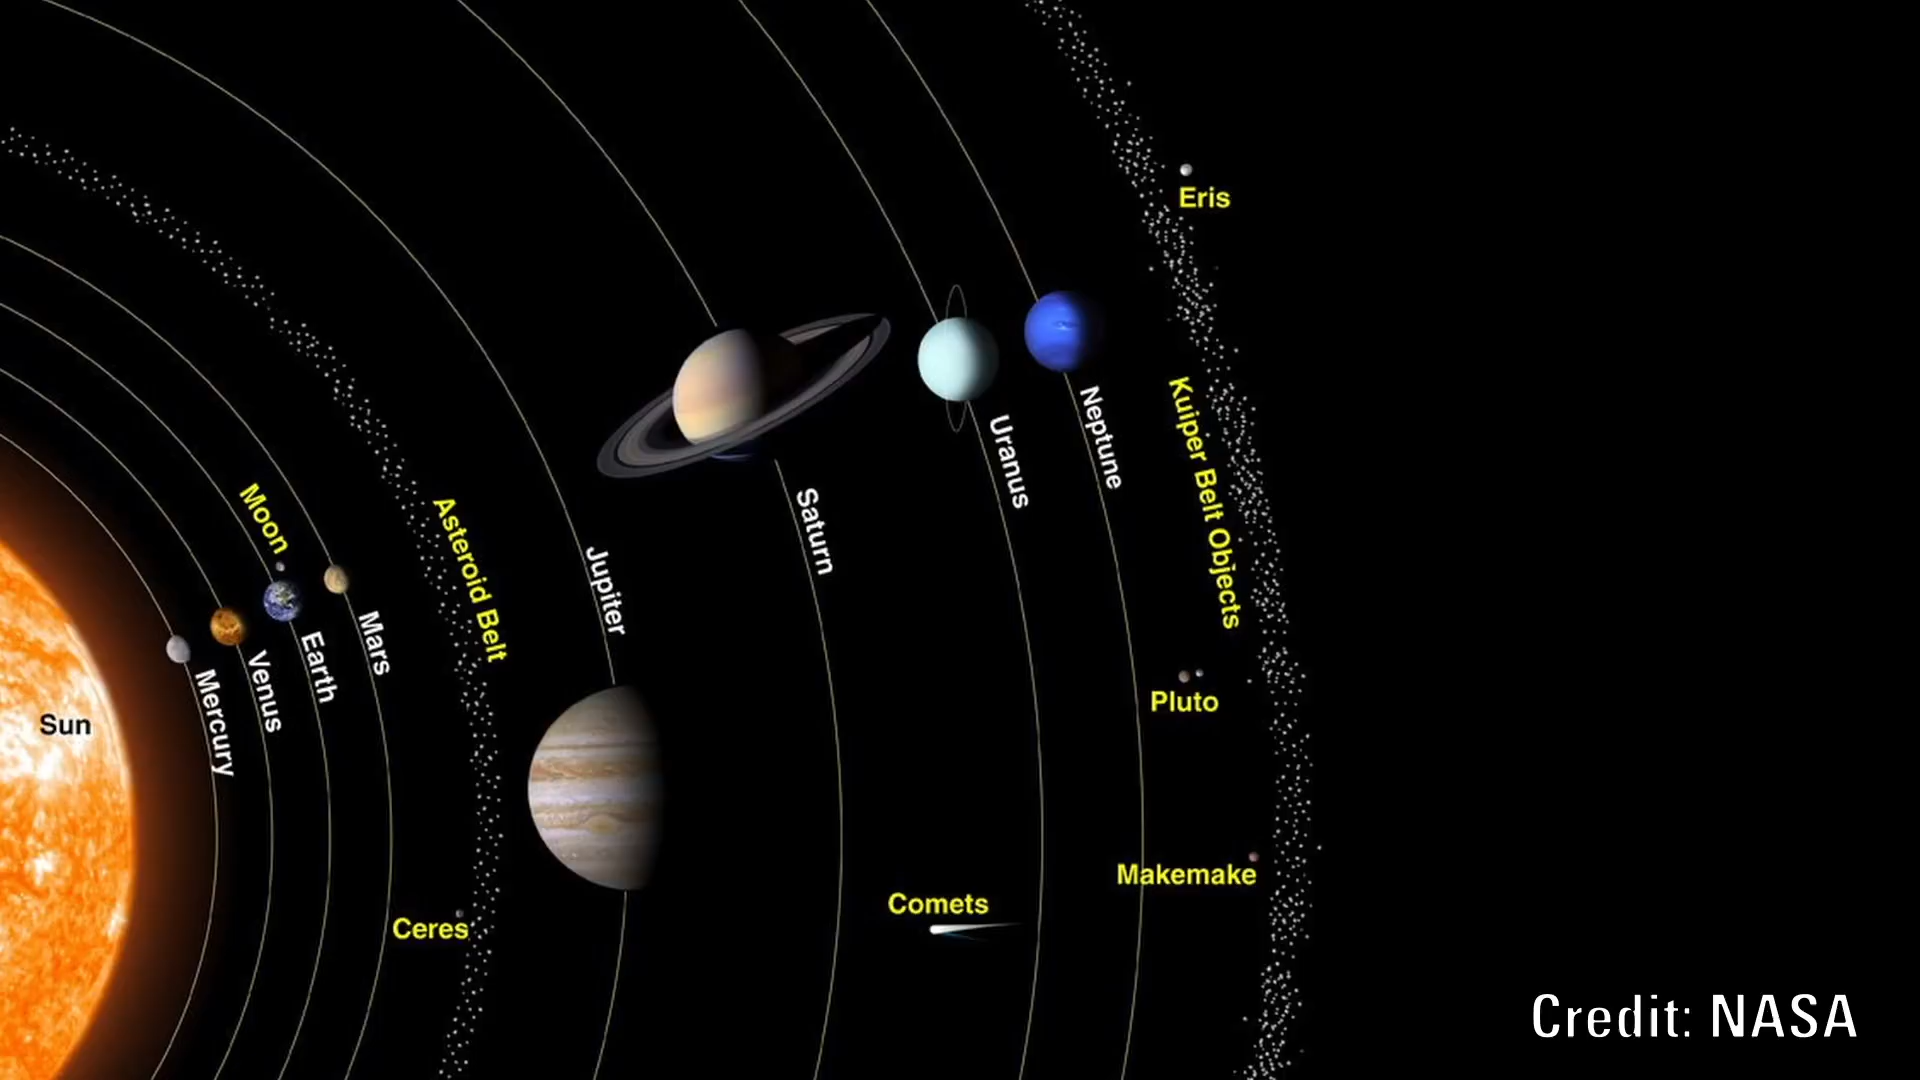 Sun
Mercury
Venus
Moon
Earth
Mars
Asteroid Belt
Ceres
Jupiter
Saturn
Uranus
Comets
Neptune
Kuiper Belt Objects
Eris
Pluto
Makemake
Credit: NASA